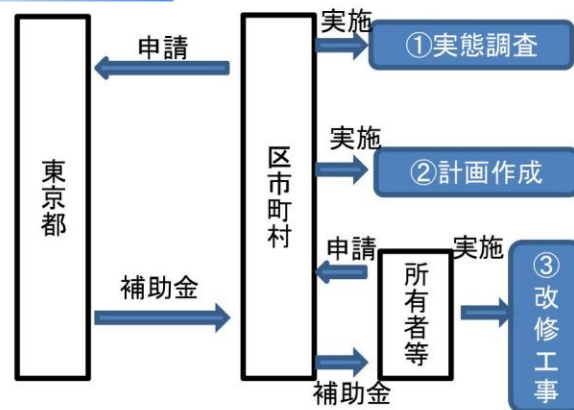 東京都
申請
補助金
区市町村
実施
①実態調査
実施
②計画作成
申請
補助金
所有者等
実施
③改修工事